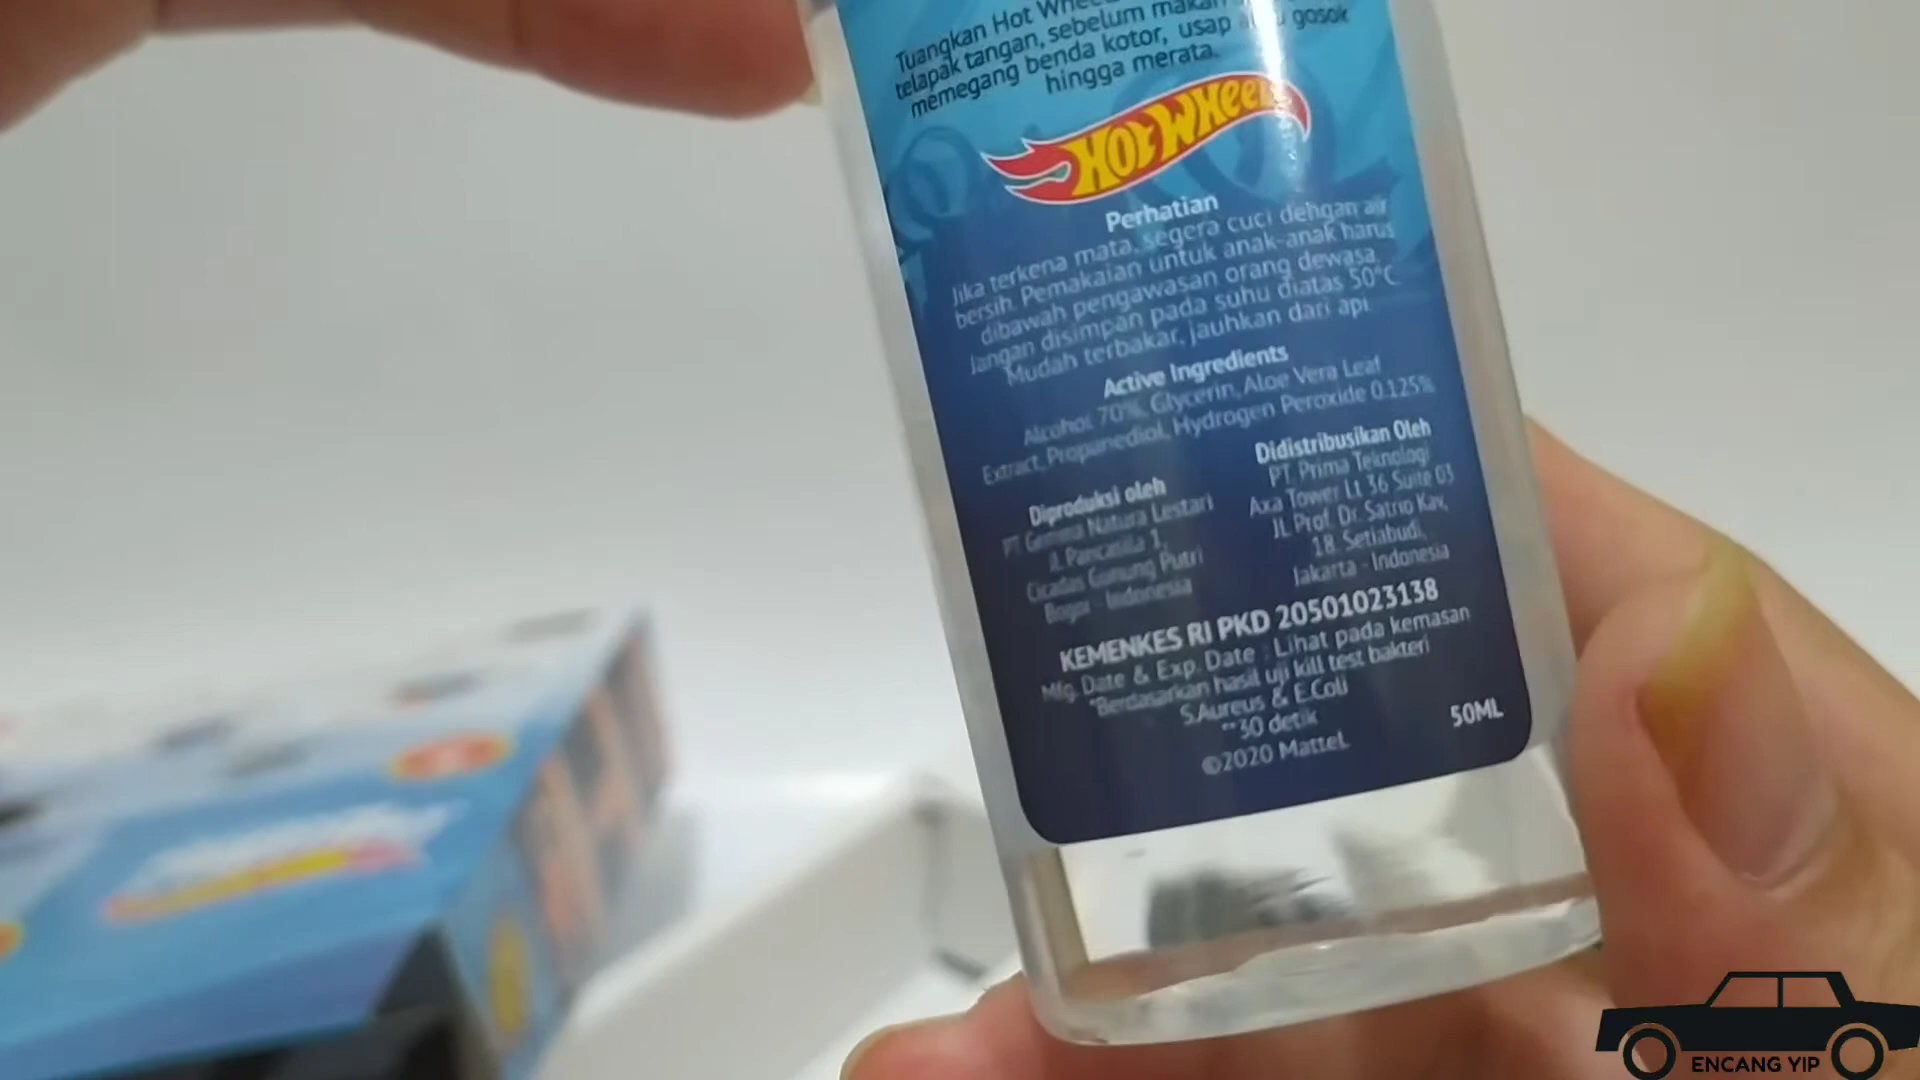 Tuangkan Hot
telapak tangan, sebelum makan
memegang benda kotor, usap gosok
hingga merata.
HOT WHEELS
Perhatian
Jika terkena mata, segera cuci dengan air
bersih. Pemakaian untuk anak-anak harus
dibawah pengawasan orang dewasa.
Jangan disimpan pada suhu diatas 50°C
Mudah terbakar, jauhkan dari api.
Active Ingredients
Alcohol 70%, Glycerin, Aloe Vera Leaf
Extract, Propanediol, Hydrogen Peroxide 0.125%
Diproduksi oleh
PT. Gemma Natura Lestari
Jl. Pancasila 1,
Cicadas Gunung Putri
Bogor - Indonesia
Didistribusikan Oleh
PT. Prima Teknologi
Axa Tower Lt 36 Suite 03
JL. Prof. Dr. Satrio Kav,
18. Setiabudi,
Jakarta - Indonesia
KEMENKES RI PKD 20501023138
Mfg. Date & Exp. Date : Lihat pada kemasan
*Berdasarkan hasil uji kill test bakteri
S.Aureus & E.Coli
**30 detik
©2020 Mattel.
50ML
ENCANG YIP